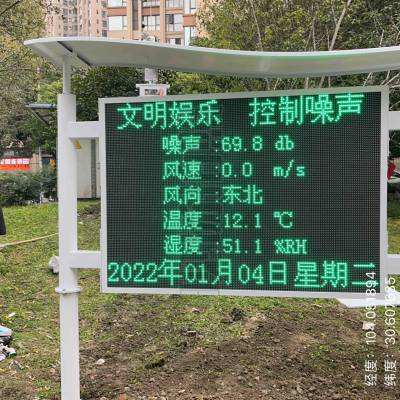 文明娱乐 控制噪声
噪声:69.8 db
风速:0.0 m/s
风向:东北
温度:12.1 ℃
湿度:51.1 %RH
2022年01月04日星期二